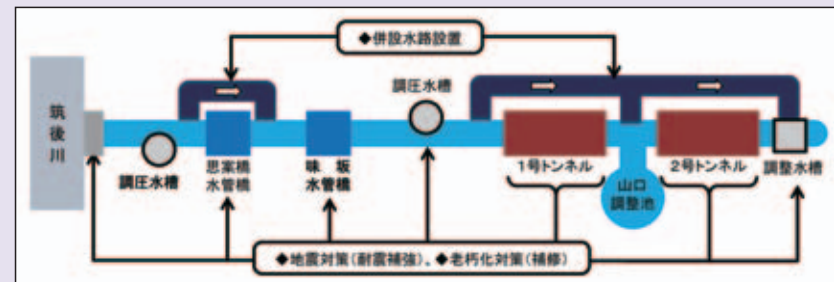 ◆併設水路設置
筑後川
調圧水槽
思案橋
水管橋
味坂
水管橋
調圧水槽
1号トンネル
山口
調整池
2号トンネル
調整水槽
◆地震対策(耐震補強)、◆老朽化対策(補修)